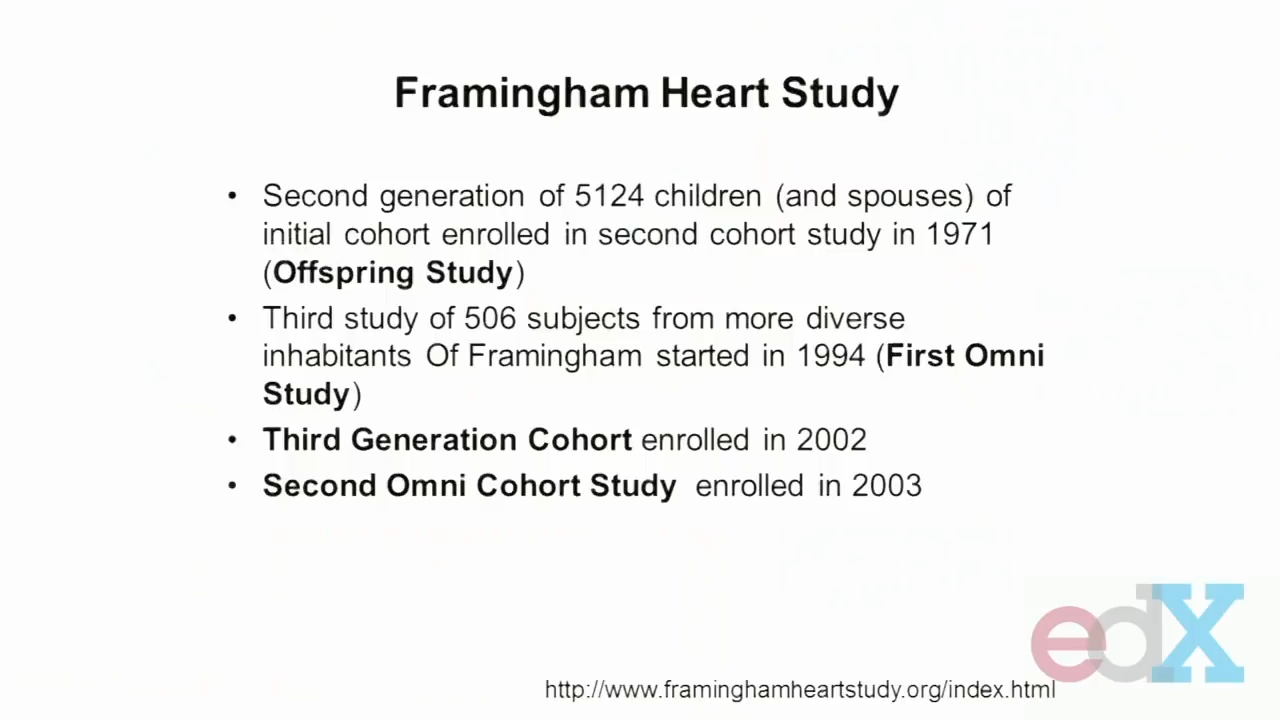 Framingham Heart Study
• Second generation of 5124 children (and spouses) of
initial cohort enrolled in second cohort study in 1971
(Offspring Study)
• Third study of 506 subjects from more diverse
inhabitants Of Framingham started in 1994 (First Omni
Study)
• Third Generation Cohort enrolled in 2002
• Second Omni Cohort Study enrolled in 2003
edX
http://www.framinghamheartstudy.org/index.html